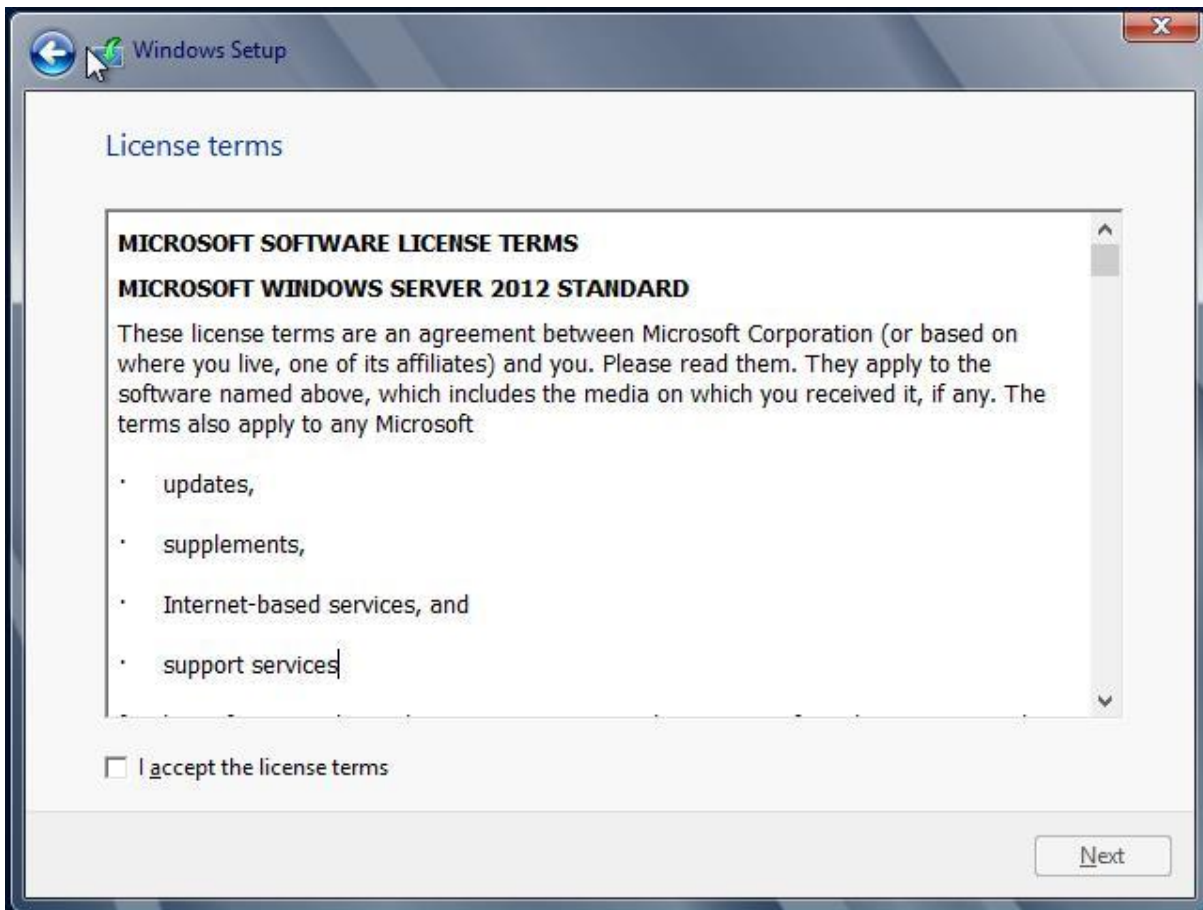 Windows Setup
License terms
MICROSOFT SOFTWARE LICENSE TERMS
MICROSOFT WINDOWS SERVER 2012 STANDARD
These license terms are an agreement between Microsoft Corporation (or based on
where you live, one of its affiliates) and you. Please read them. They apply to the
software named above, which includes the media on which you received it, if any. The
terms also apply to any Microsoft
· updates,
· supplements,
· Internet-based services, and
· support services
I accept the license terms
Next